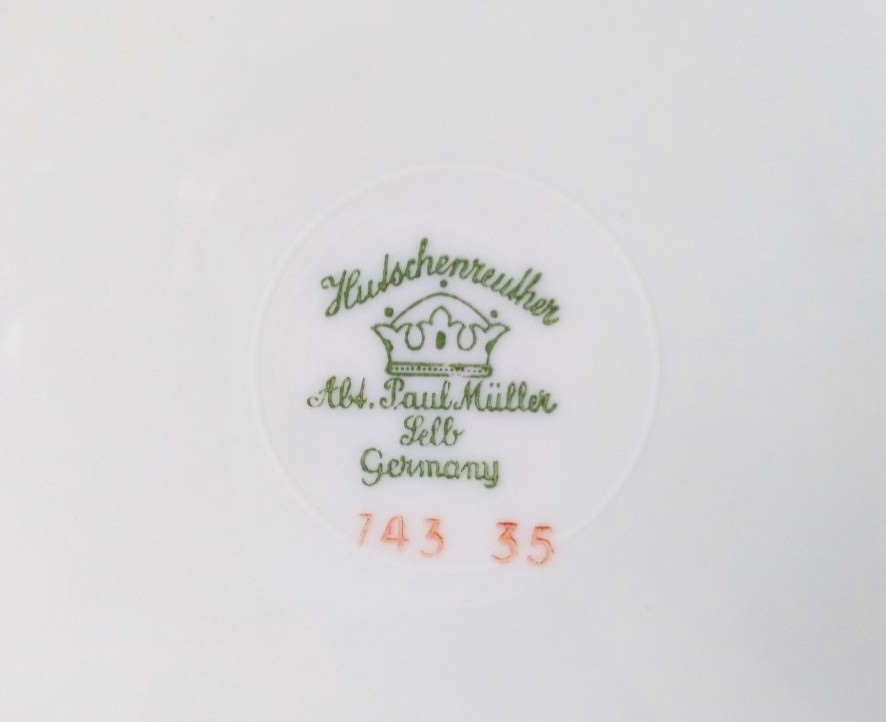 Hutschenreuther
Abt. Paul Müller
Selb
Germany
743 35